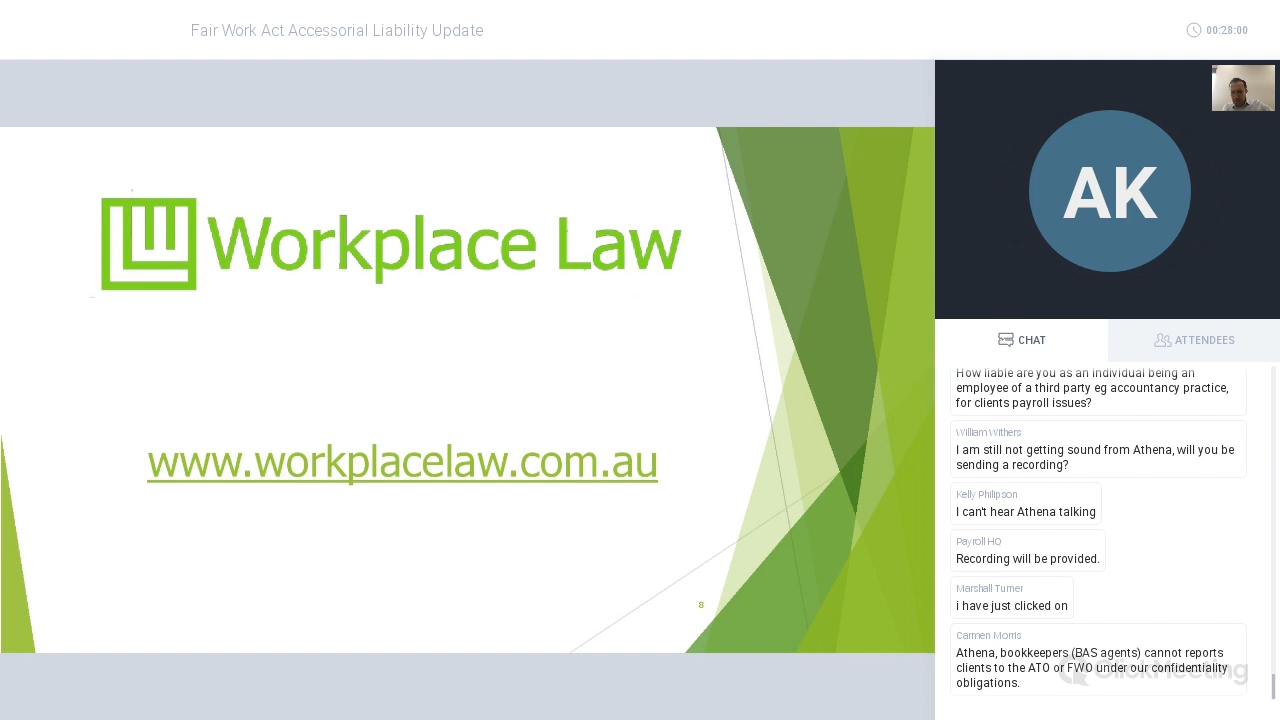 Fair Work Act Accessorial Liability Update
00:28:00
Workplace Law
www.workplacelaw.com.au
8
AK
CHAT
ATTENDEES
How liable are you as an individual being an
employee of a third party eg accountancy practice,
for clients payroll issues?
William Withers
I am still not getting sound from Athena, will you be
sending a recording?
Kelly Philipson
I can't hear Athena talking
Payroll HQ
Recording will be provided.
Marshall Turner
i have just clicked on
Carmen Morris
Athena, bookkeepers (BAS agents) cannot reports
clients to the ATO or FWO under our confidentiality
obligations.
ClickMeeting